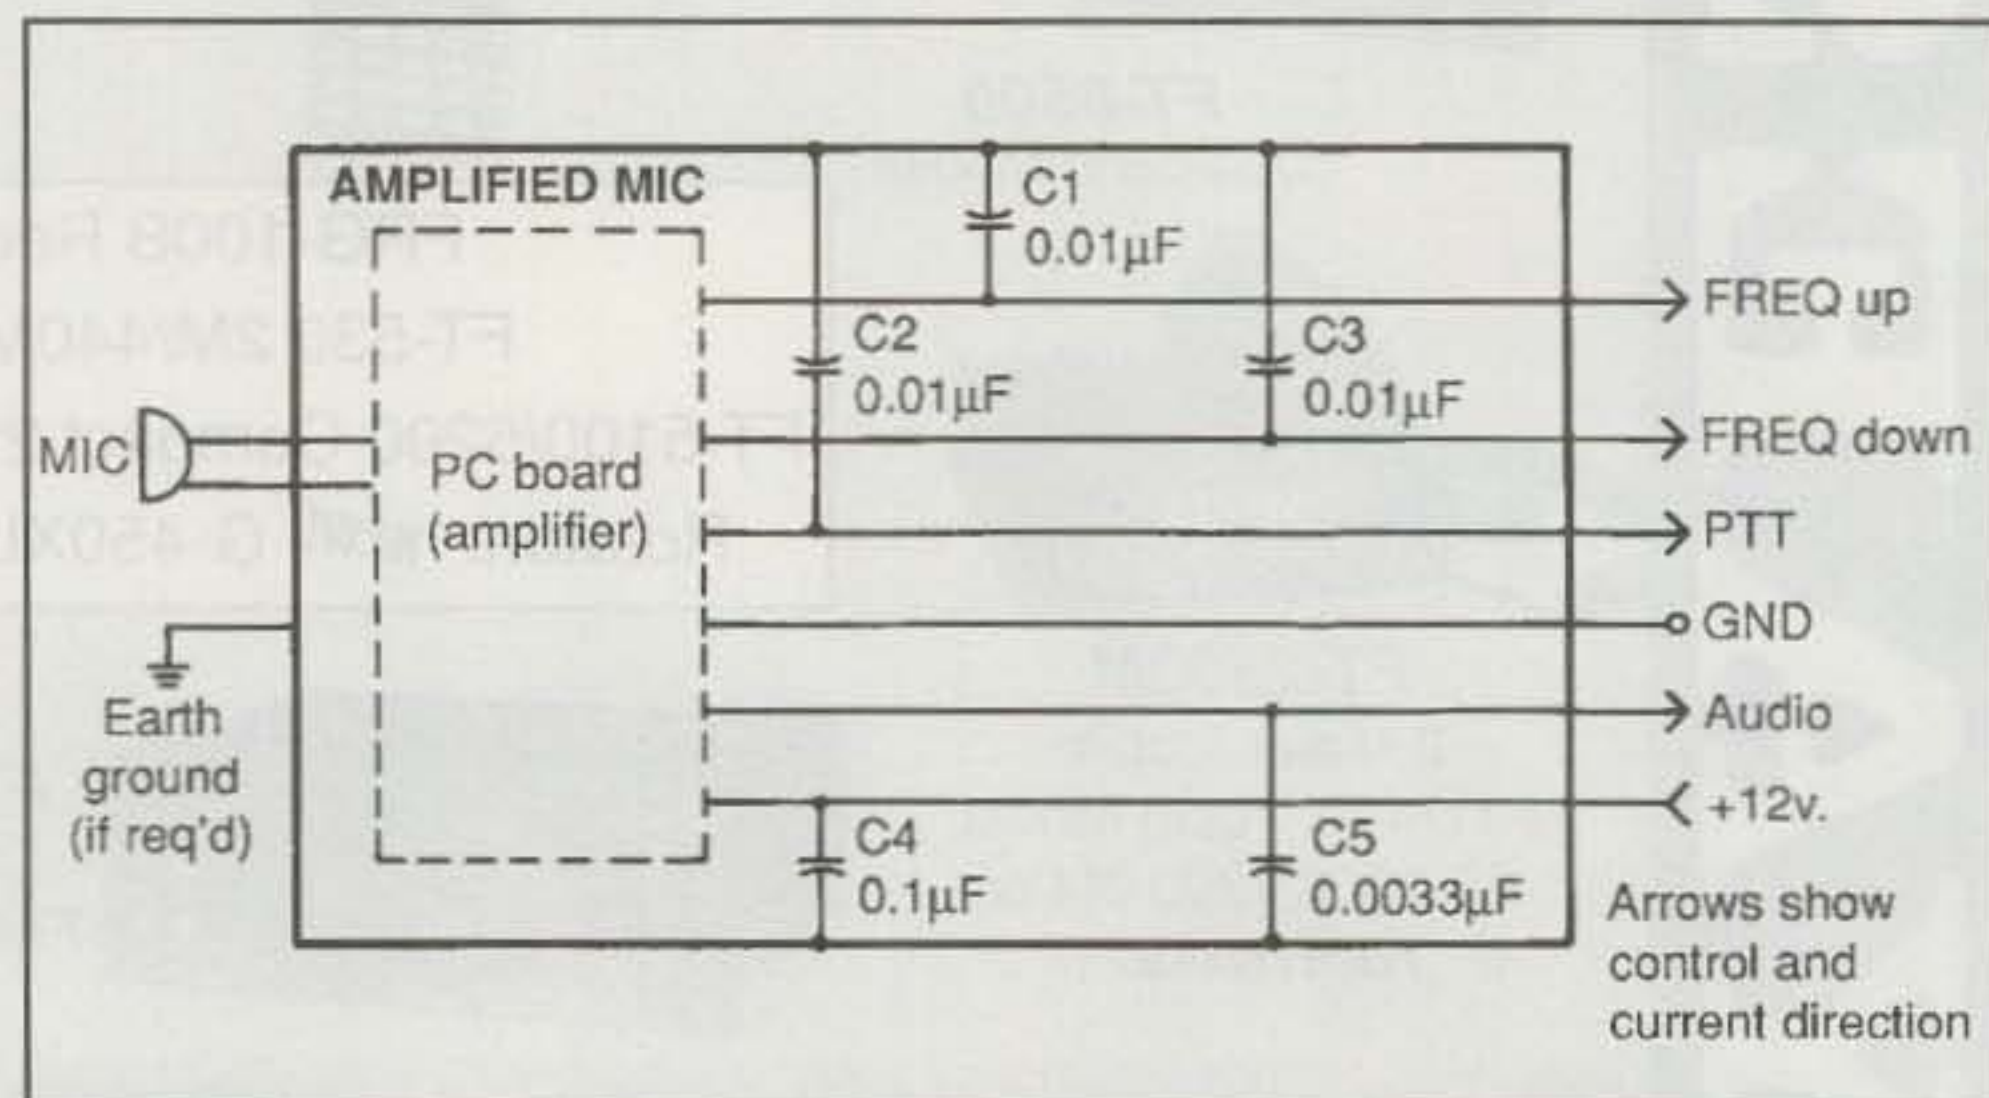 AMPLIFIED MIC
C1
0.01µF
FREQ up
C2
0.01µF
C3
0.01µF
FREQ down
MIC
PC board
(amplifier)
PTT
GND
Earth
ground
(if req'd)
Audio
+12v.
C4
0.1µF
C5
0.0033µF
Arrows show
control and
current direction